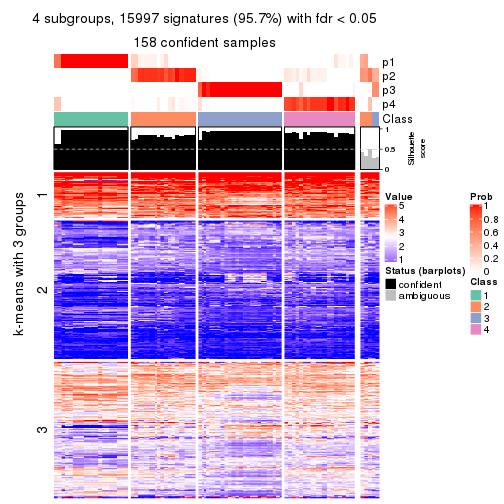 4 subgroups, 15997 signatures (95.7%) with fdr < 0.05
158 confident samples
p1
p2
p3
p4
Class
1
0.5
0
Silhouette
score
k-means with 3 groups
1
2
3
Value
5
4
3
2
1
Status (barplots)
confident
ambiguous
Prob
1
0.8
0.6
0.4
0.2
0
Class
1
2
3
4